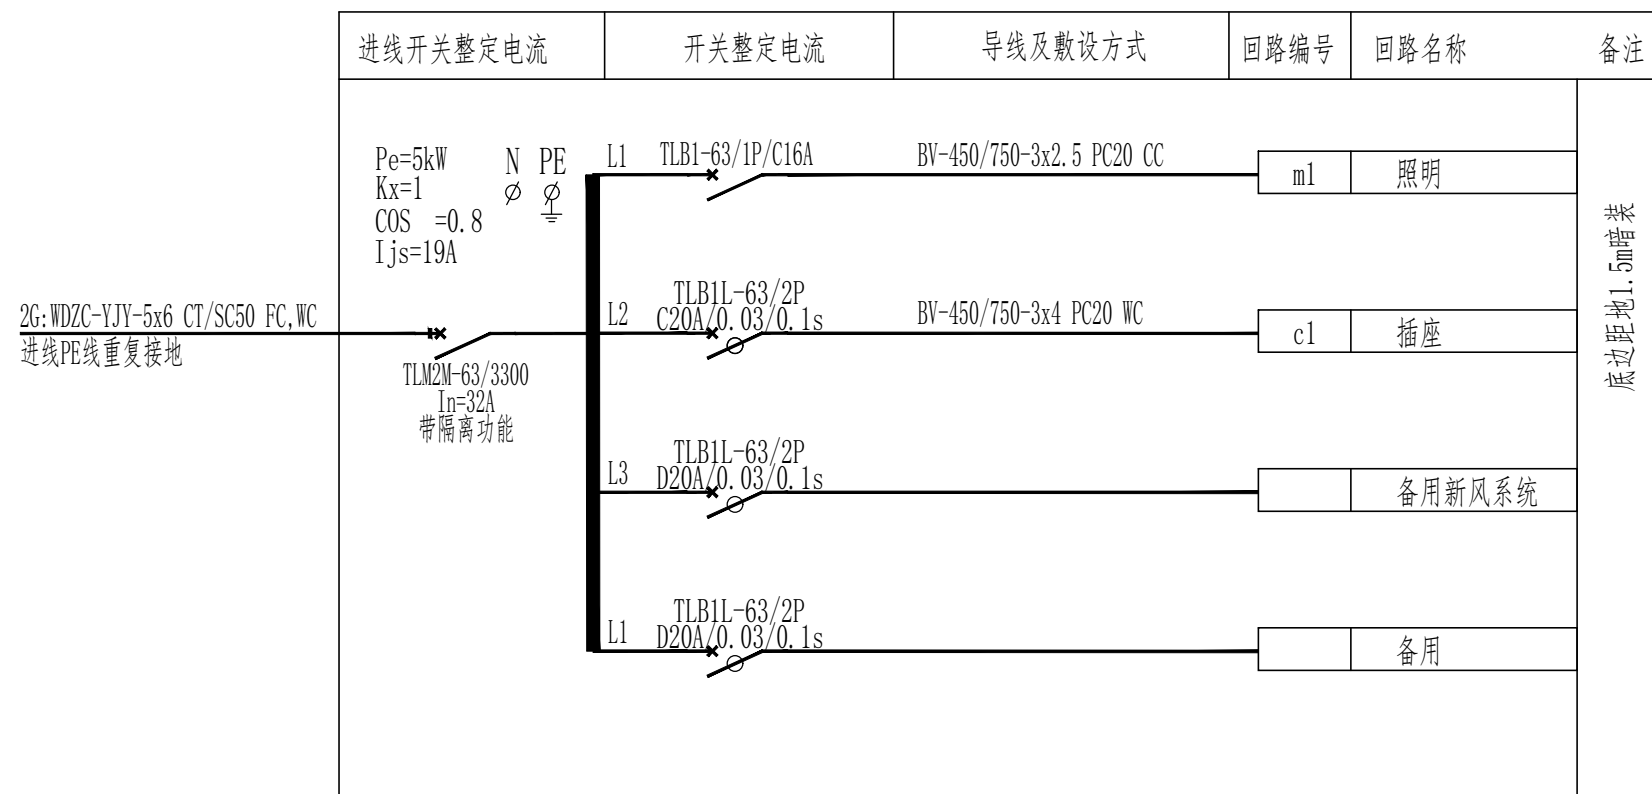 进线开关整定电流 开关整定电流 导线及敷设方式 回路编号 回路名称 备注
Pe=5kW
Kx=1
COS =0.8
Ijs=19A
N PE
2G:WDZC-YJY-5x6 CT/SC50 FC,WC
进线PE线重复接地
TLM2M-63/3300
In=32A
带隔离功能
L1 TLB1-63/1P/C16A BV-450/750-3x2.5 PC20 CC m1 照明
TLB1L-63/2P
L2 C20A/0.03/0.1s BV-450/750-3x4 PC20 WC c1 插座
TLB1L-63/2P
L3 D20A/0.03/0.1s 备用新风系统
TLB1L-63/2P
L1 D20A/0.03/0.1s 备用
底边距地1.5m暗装